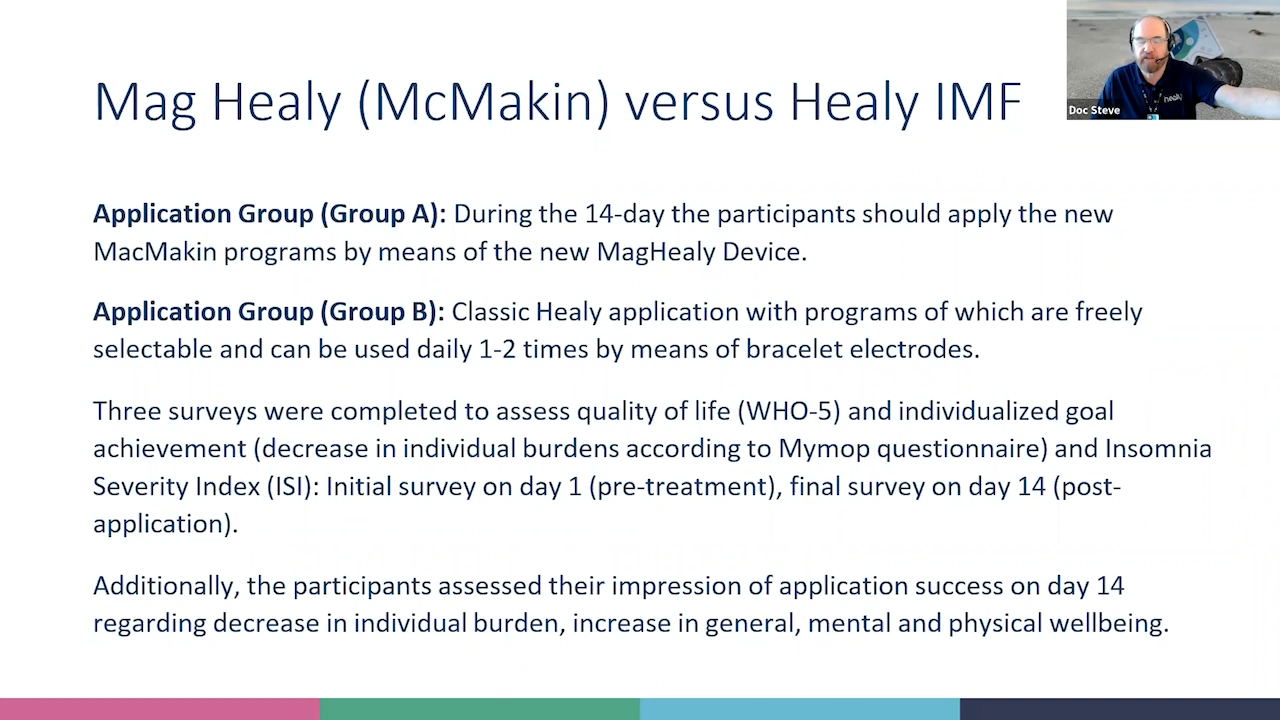 Mag Healy (McMakin) versus Healy IMF
healy
Doc Steve
Application Group (Group A): During the 14-day the participants should apply the new
MacMakin programs by means of the new MagHealy Device.
Application Group (Group B): Classic Healy application with programs of which are freely
selectable and can be used daily 1-2 times by means of bracelet electrodes.
Three surveys were completed to assess quality of life (WHO-5) and individualized goal
achievement (decrease in individual burdens according to Mymop questionnaire) and Insomnia
Severity Index (ISI): Initial survey on day 1 (pre-treatment), final survey on day 14 (post-
application).
Additionally, the participants assessed their impression of application success on day 14
regarding decrease in individual burden, increase in general, mental and physical wellbeing.